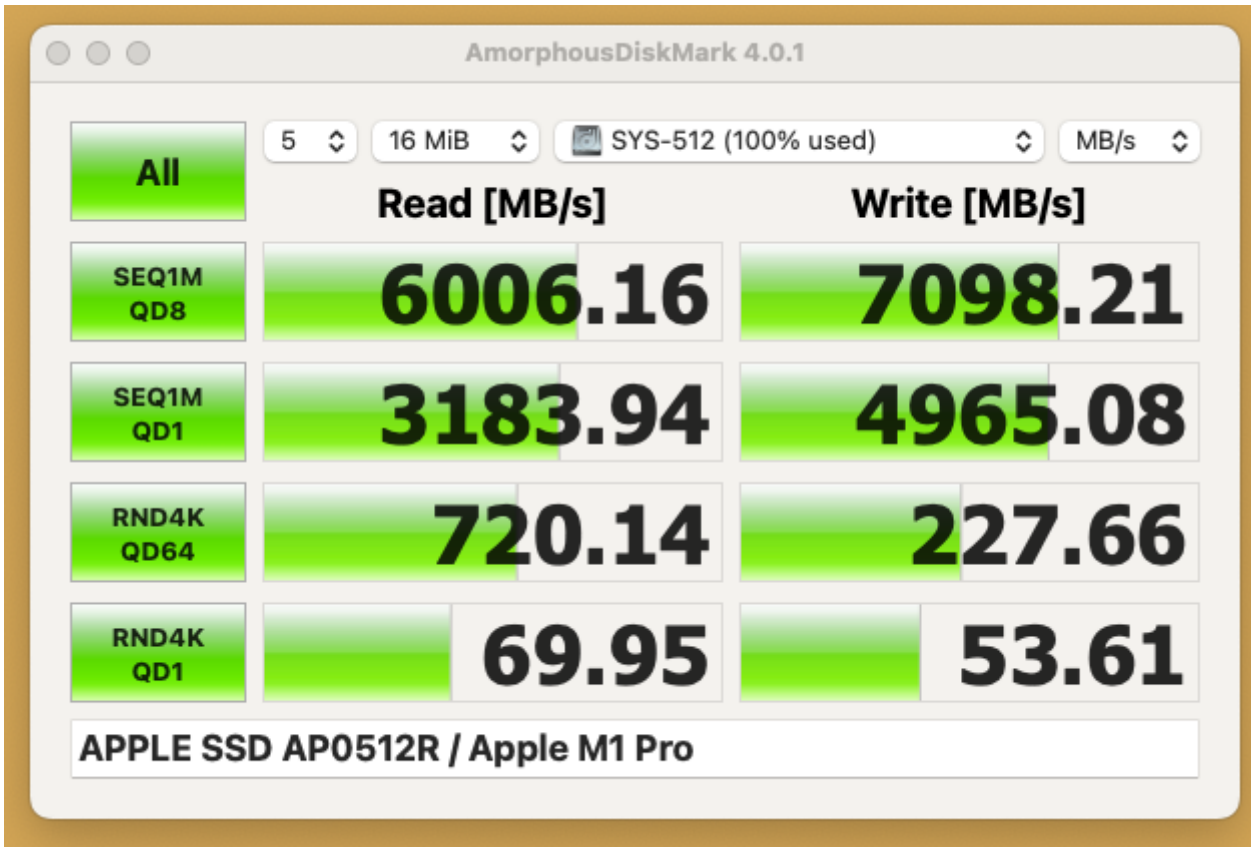 AmorphousDiskMark 4.0.1
All
5 16 MiB SYS-512 (100% used) MB/s
Read [MB/s] Write [MB/s]
SEQ1M
QD8
6006.16 7098.21
SEQ1M
QD1
3183.94 4965.08
RND4K
QD64
720.14 227.66
RND4K
QD1
69.95 53.61
APPLE SSD AP0512R / Apple M1 Pro